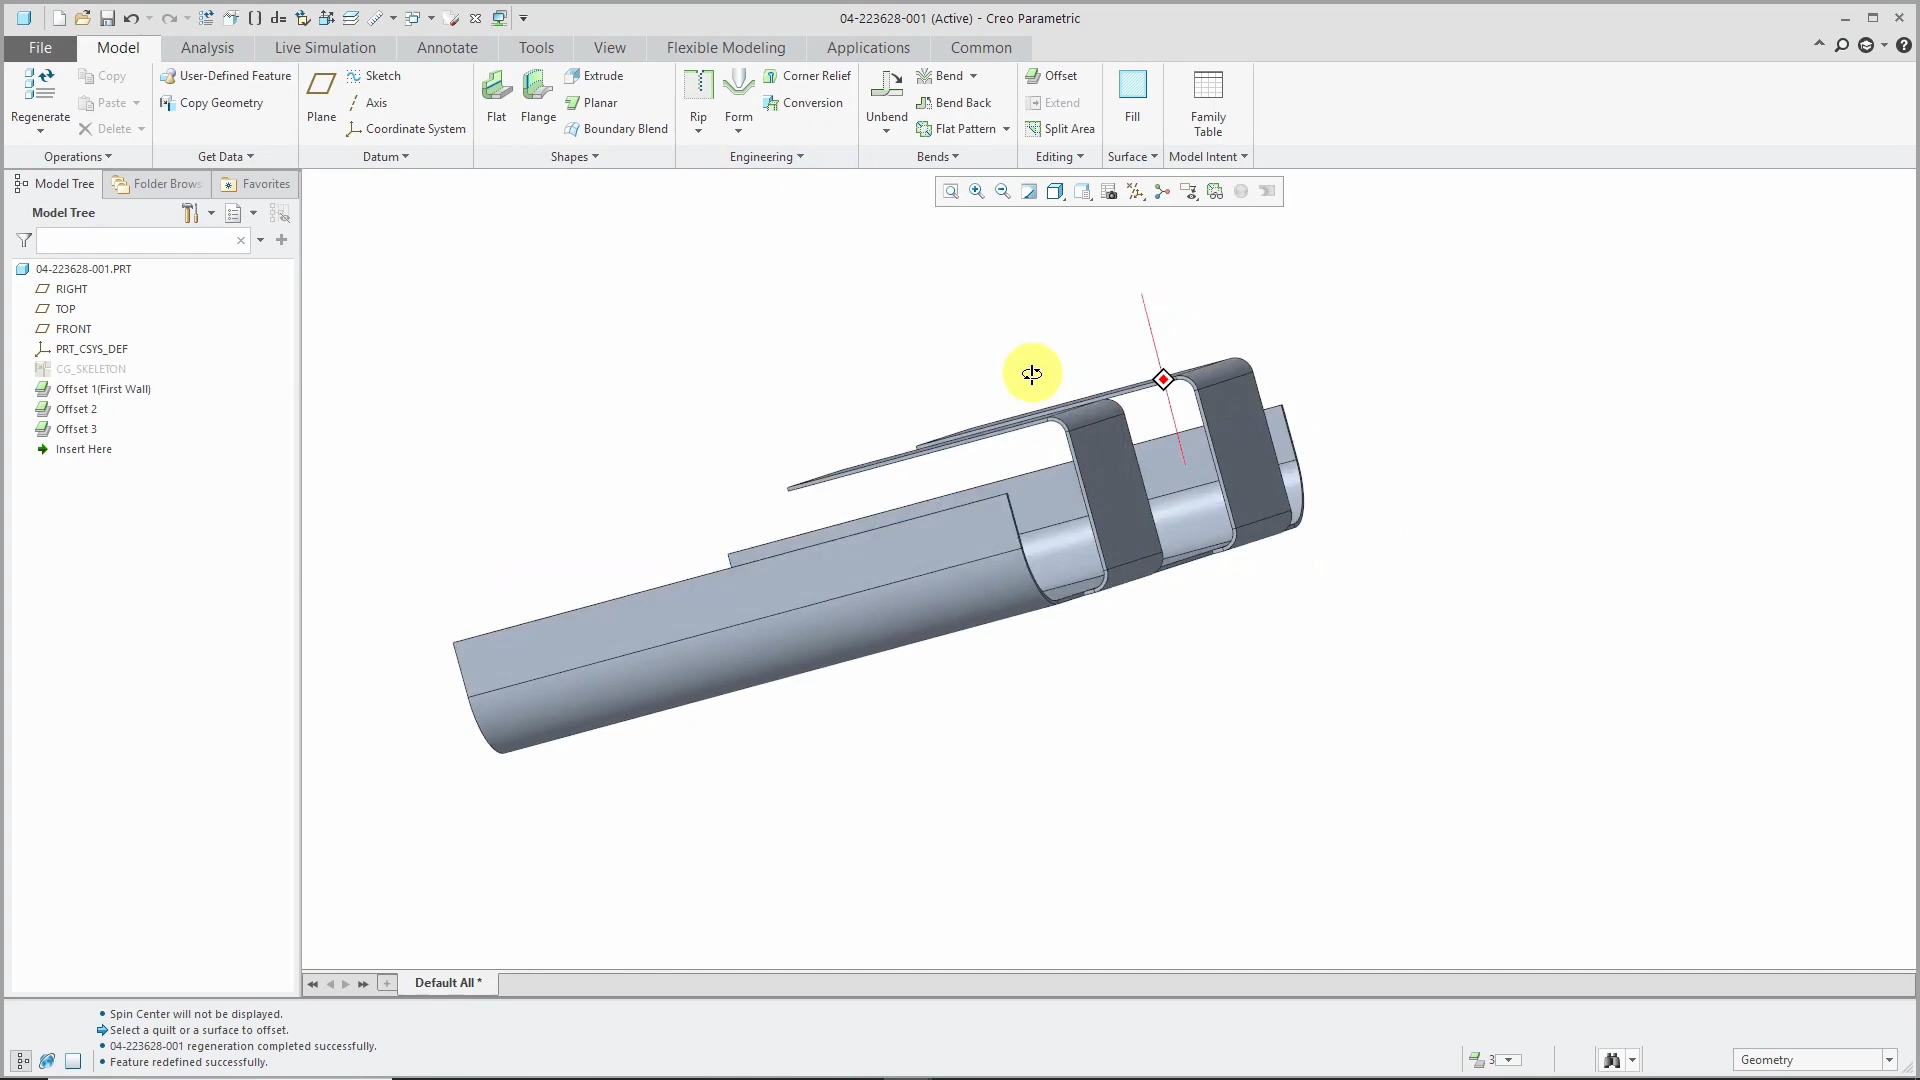 04-223628-001 (Active) - Creo Parametric
File Model Analysis Live Simulation Annotate Tools View Flexible Modeling Applications Common
Regenerate
Copy
Paste
Delete
Operations
User-Defined Feature
Copy Geometry
Get Data
Plane
Sketch
Axis
Coordinate System
Datum
Flat
Flange
Extrude
Planar
Boundary Blend
Shapes
Rip
Form
Corner Relief
Conversion
Engineering
Unbend
Bend
Bend Back
Flat Pattern
Bends
Offset
Extend
Split Area
Editing
Fill
Surface
Family
Table
Model Intent
Model Tree Folder Brows Favorites
Model Tree
04-223628-001.PRT
RIGHT
TOP
FRONT
PRT_CSYS_DEF
CG_SKELETON
Offset 1(First Wall)
Offset 2
Offset 3
Insert Here
Default All *
Spin Center will not be displayed.
Select a quilt or a surface to offset.
04-223628-001 regeneration completed successfully.
Feature redefined successfully.
3
Geometry